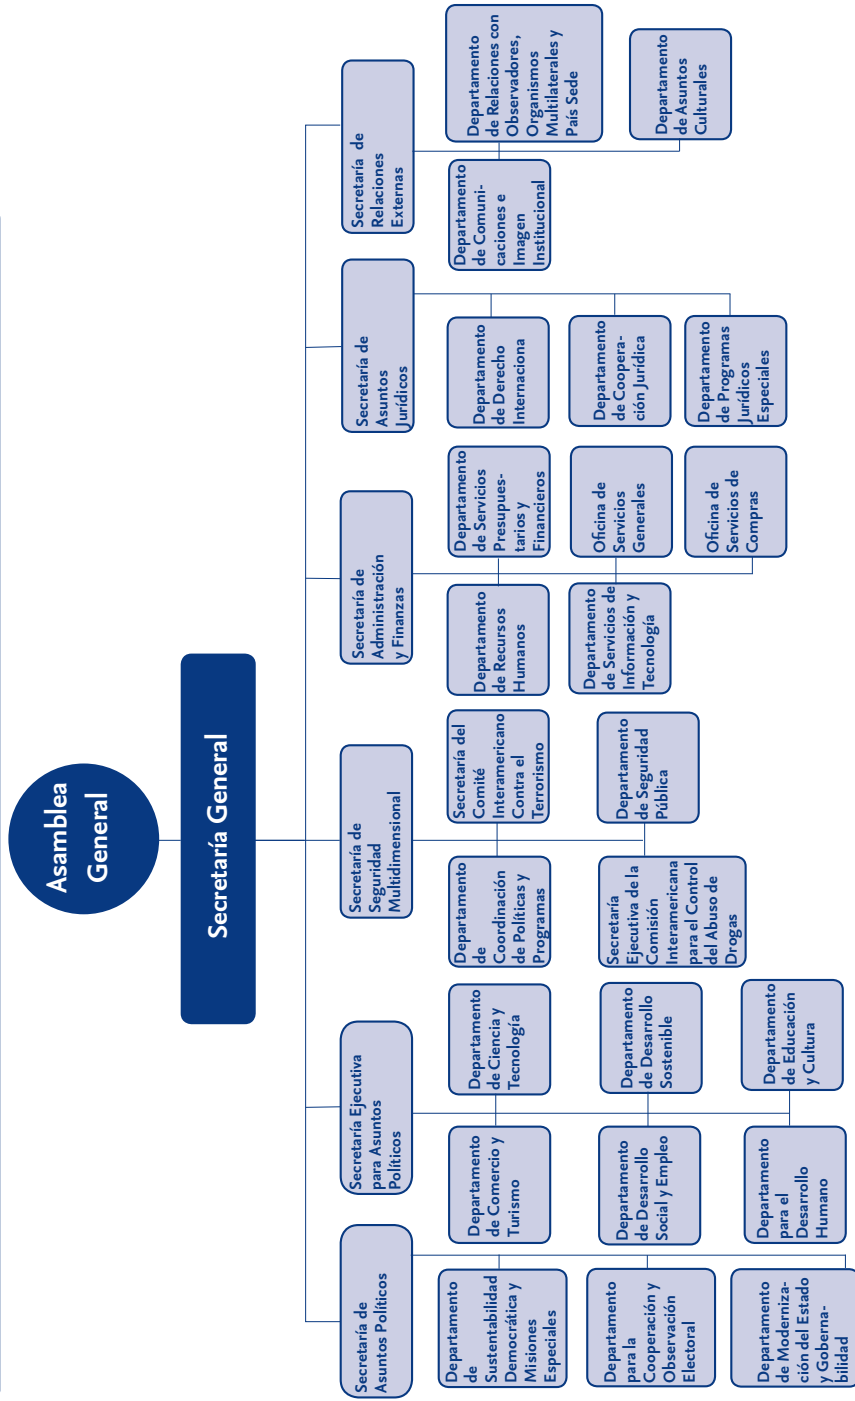 Asamblea
General
Secretaría General
Secretaría de
Asuntos Políticos
Departamento
de
Sustentabilidad
Democrática y
Misiones
Especiales
Departamento
para la
Cooperación y
Observación
Electoral
Departamento
de Moderniza-
ción del Estado
y Goberna-
bilidad
Secretaría Ejecutiva
para Asuntos
Políticos
Departamento
de Comercio y
Turismo
Departamento
de Ciencia y
Tecnología
Departamento
de Desarrollo
Social y Empleo
Departamento
de Desarrollo
Sostenible
Departamento
para el
Desarrollo
Humano
Departamento
de Educación
y Cultura
Secretaría de
Seguridad
Multidimensional
Departamento
de
Coordinación
de Políticas y
Programas
Secretaría del
Comité
Interamericano
Contra el
Terrorismo
Secretaría
Ejecutiva de la
Comisión
Interamericana
para el Control
del Abuso de
Drogas
Departamento
de Seguridad
Pública
Secretaría de
Administración
y Finanzas
Departamento
de Recursos
Humanos
Departamento
de Servicios
Presupues-
tarios y
Financieros
Departamento
de Servicios de
Información y
Tecnología
Oficina de
Servicios
Generales
Oficina de
Servicios de
Compras
Secretaría de
Asuntos
Jurídicos
Departamento
de Derecho
Internaciona
Departamento
de Coopera-
ción Jurídica
Departamento
de Programas
Jurídicos
Especiales
Secretaría de
Relaciones
Externas
Departamento
de Comuni-
caciones e
Imagen
Institucional
Departamento
de Relaciones con
Observadores,
Organismos
Multilaterales y
País Sede
Departamento
de Asuntos
Culturales